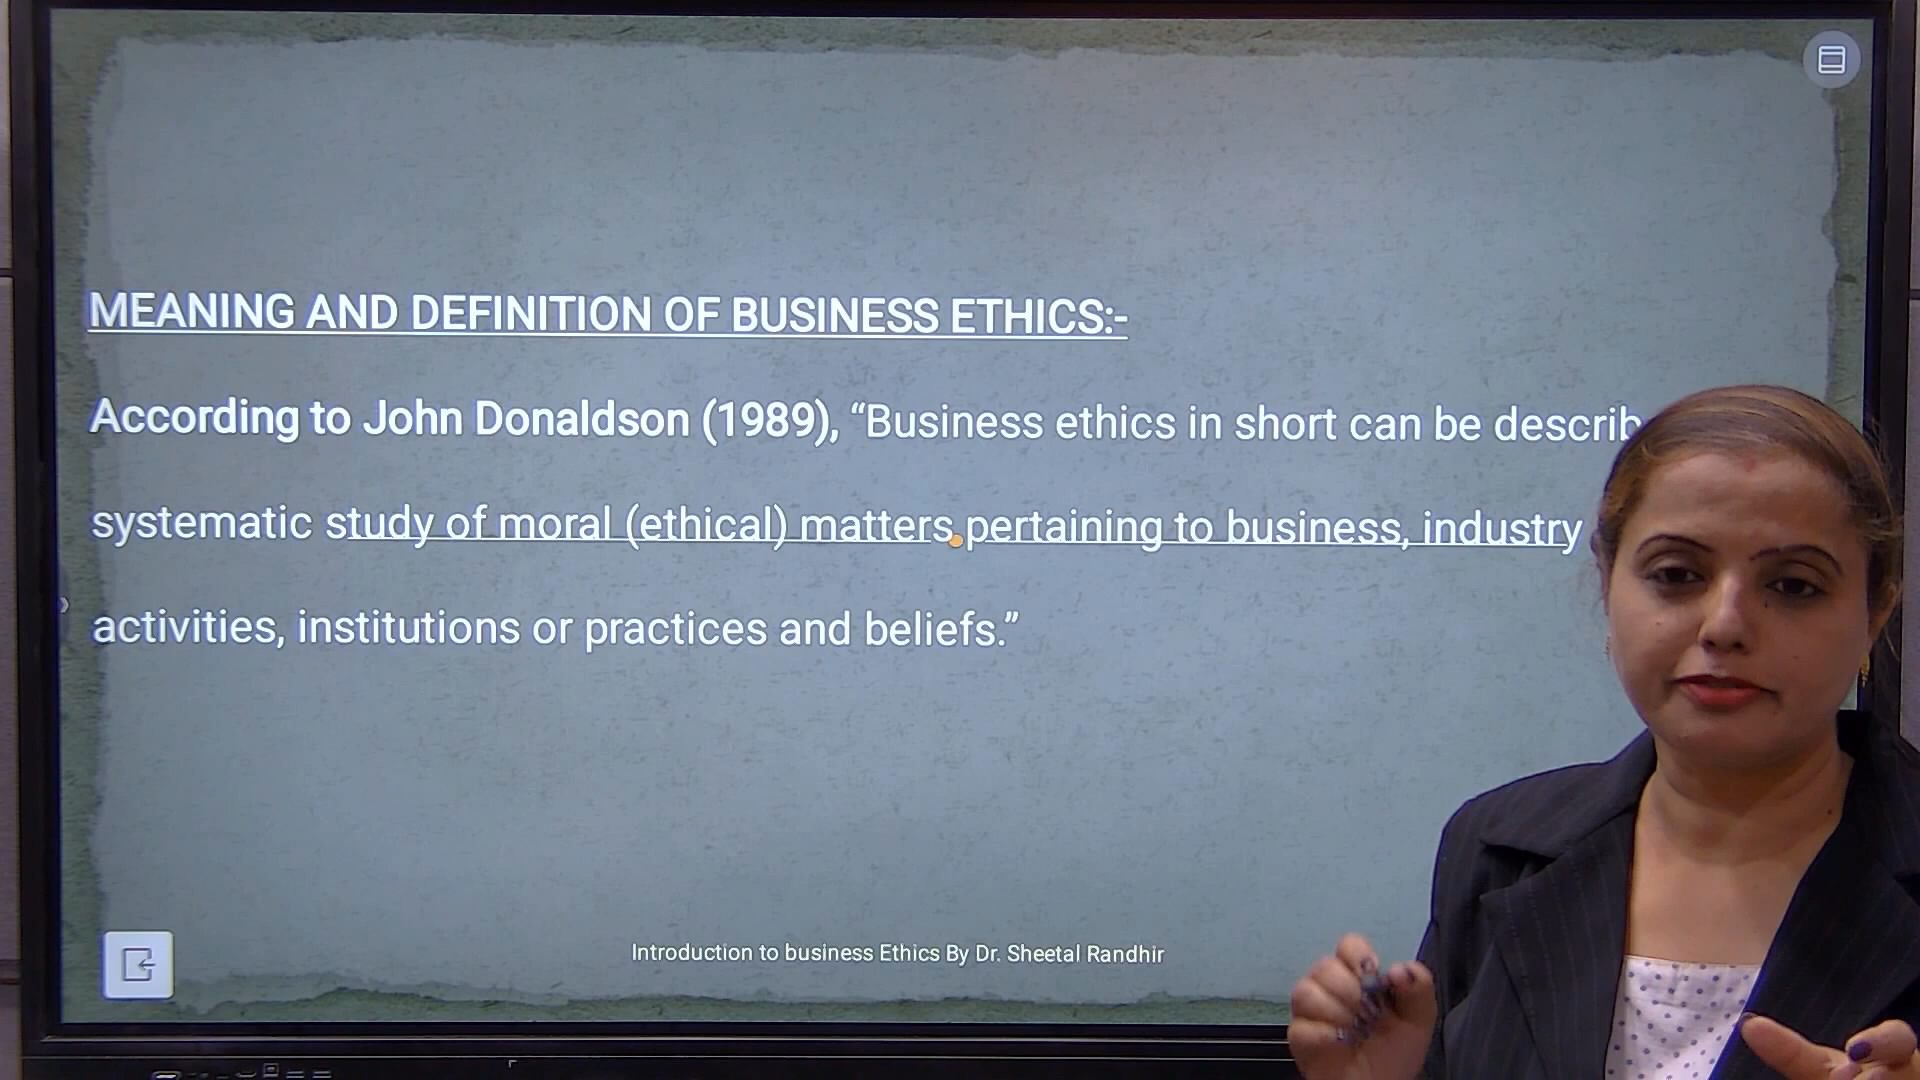 MEANING AND DEFINITION OF BUSINESS ETHICS:-
According to John Donaldson (1989), “Business ethics in short can be
systematic study of moral (ethical) matters pertaining to business, industry
activities, institutions or practices and beliefs.”
Introduction to business Ethics By Dr. Sheetal Randhir